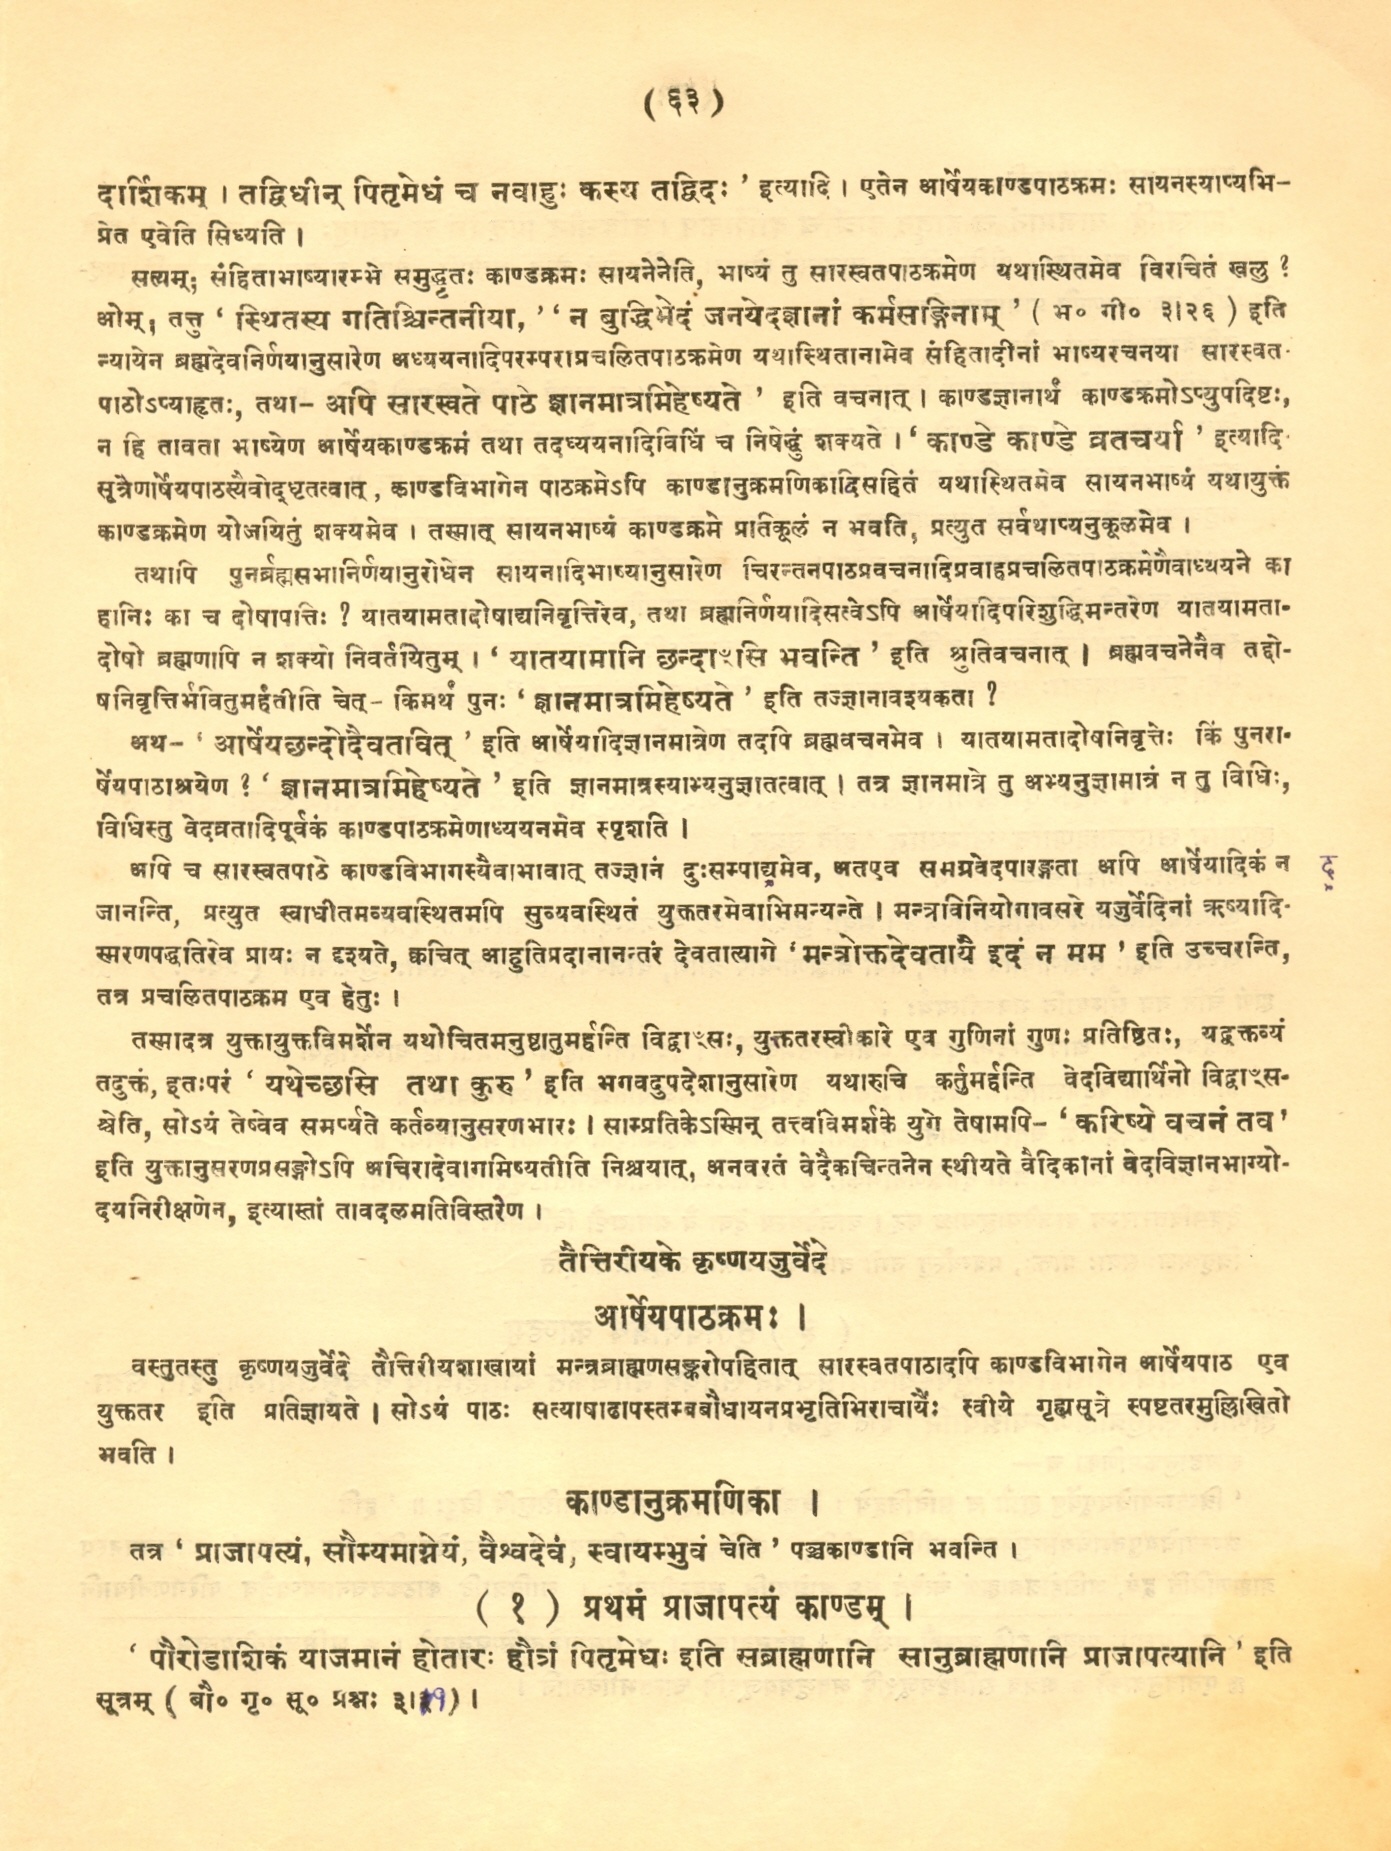 ( ६३ )
दार्शिकम् । तद्विधीन् पितृमेधं च नवाहुः कस्य तद्विदः ’ इत्यादि । एतेन आर्षेयकाण्डपाठक्रमः सायनस्याप्यभि-
प्रेत एवेति सिध्यति ।
सत्यम्; संहिताभाष्यारम्भे समुद्धृतः काण्डक्रमः सायनेनेति, भाष्यं तु सारस्वतपाठक्रमेण यथास्थितमेव विरचितं खलु ?
ओम्, तत्तु ‘ स्थितस्य गतिश्चिन्तनीया, ’ ‘ न बुद्धिभेदं जनयेदज्ञानां कर्मसङ्गिनाम् ’ ( भ० गी० ३।२६ ) इति
न्यायेन ब्रह्मदेवनिर्णयानुसारेण अध्ययनादिपरम्पराप्रचलितपाठक्रमेण यथास्थितानामेव संहितादीनां भाष्यरचनया सारस्वत-
पाठोऽप्याहृतः, तथा- अपि सारस्वते पाठे ज्ञानमात्रमिहेष्यते ’ इति वचनात् । काण्डज्ञानार्थं काण्डक्रमोऽप्युपदिष्टः,
न हि तावता भाष्येण आर्षेयकाण्डक्रमं तथा तदध्ययनादिविधिं च निषेद्धुं शक्यते । ‘ काण्डे काण्डे व्रतचर्या ’ इत्यादि-
सूत्रैणार्षेयपाठस्यैवोद्धृतत्वात्, काण्डविभागेन पाठक्रमेऽपि काण्डानुक्रमणिकादिसहितं यथास्थितमेव सायनभाष्यं यथायुक्तं
काण्डक्रमेण योजयितुं शक्यमेव । तस्मात् सायनभाष्यं काण्डक्रमे प्रतिकूलं न भवति, प्रत्युत सर्वथाप्यनुकूलमेव ।
तथापि पुनर्ब्रह्मसभानिर्णयानुरोधेन सायनादिभाष्यानुसारेण चिरन्तनपाठप्रवचनादिप्रवाहप्रचलितपाठक्रमेणैवाध्ययने का
हानिः का च दोषापत्तिः ? यातयामतादोषाद्यनिवृत्तिरेव, तथा ब्रह्मनिर्णयादिसत्वेऽपि आर्षेयादिपरिशुद्धिमन्तरेण यातयामता-
दोषो ब्रह्मणापि न शक्यो निवर्तयितुम् । ‘ यातयामानि छन्दाꣳसि भवन्ति ’ इति श्रुतिवचनात् । ब्रह्मवचनेनैव तद्दो-
षनिवृत्तिर्भवितुमर्हतीति चेत्- किमर्थं पुनः ‘ ज्ञानमात्रमिहेष्यते ’ इति तज्ज्ञानावश्यकता ?
अथ- ‘ आर्षेयछन्दोदैवतावित् ’ इति आर्षेयादिज्ञानमात्रेण तदपि ब्रह्मवचनमेव । यातयामतादोषनिवृत्तेः किं पुनरा-
र्षेयपाठाश्रयेण ? ‘ ज्ञानमात्रमिहेष्यते ’ इति ज्ञानमात्रस्याभ्यनुज्ञातत्वात् । तत्र ज्ञानमात्रे तु अभ्यनुज्ञामात्रं न तु विधिः,
विधिस्तु वेदव्रतादिपूर्वकं काण्डपाठक्रमेणाध्ययनमेव स्पृशति ।
अपि च सारस्वतपाठे काण्डविभागस्यैवाभावात् तज्ज्ञानं दुःसम्पाद्यमेव, अतएव समग्रवेदपारङ्गता अपि आर्षेयादिकं न
जानन्ति, प्रत्युत स्वाधीतमव्यवस्थितमपि सुव्यवस्थितं युक्ततरमेवाभिमन्यन्ते । मन्त्रविनियोगावसरे यजुर्वेदिनां ऋष्यादि-
स्मरणपद्धतिरेव प्रायः न दृश्यते, क्वचित् आहुतिप्रदानानन्तरं देवतात्यागे ‘ मन्त्रोक्तदेवतायै इदं न मम ’ इति उच्चरन्ति,
तत्र प्रचलितपाठक्रम एव हेतुः ।
तस्मादत्र युक्तायुक्तविमर्शेन यथोचितमनुष्ठातुमर्हन्ति विद्वाꣳसः, युक्ततरस्वीकारे एव गुणिनां गुणः प्रतिष्ठितः, यद्वक्तव्यं
तदुक्तं, इतःपरं ‘ यथेच्छसि तथा कुरु ’ इति भगवदुपदेशानुसारेण यथारुचि कर्तुमर्हन्ति वेदविद्यार्थिनो विद्वाꣳस-
श्चेति, सोऽयं तेष्वेव समर्प्यते कर्तव्यानुसरणभारः । साम्प्रतिकेऽस्मिन् तत्त्वविमर्शके युगे तेषामपि- ‘ करिष्ये वचनं तव ’
इति युक्तानुसरणप्रसङ्गोऽपि अचिरादेवागमिष्यतीति निश्चयात्, अनवरतं वेदैकचिन्तनेन स्थीयते वैदिकानां वेदविज्ञानभाग्यो-
दयनिरीक्षणेन, इत्यास्तां तावदलमतिविस्तरेण ।
तैत्तिरीयके कृष्णयजुर्वेदे
आर्षेयपाठक्रमः ।
वस्तुतस्तु कृष्णयजुर्वेदे तैत्तिरीयशाखायां मन्त्रब्राह्मणसङ्करोपहितात् सारस्वतपाठादपि काण्डविभागेन आर्षेयपाठ एव
युक्ततर इति प्रतिज्ञायते । सोऽयं पाठः सत्याषाढापस्तम्बबौधायनप्रभृतिभिराचार्यैः स्वीये गृह्यसूत्रे स्पष्टतरमुल्लिखितो
भवति ।
काण्डानुक्रमणिका ।
तत्र ‘ प्राजापत्यं, सौम्यमाग्नेयं, वैश्वदेवं, स्वायम्भुवं चेति ’ पञ्चकाण्डानि भवन्ति ।
( १ ) प्रथमं प्राजापत्यं काण्डम् ।
‘ पौरोडाशिकं याजमानं होतारः हौत्रं पितृमेधः इति सब्राह्मणानि सानुब्राह्मणानि प्राजापत्यानि ’ इति
सूत्रम् ( बौ० गृ० सू० प्रश्नः ३।१) ।